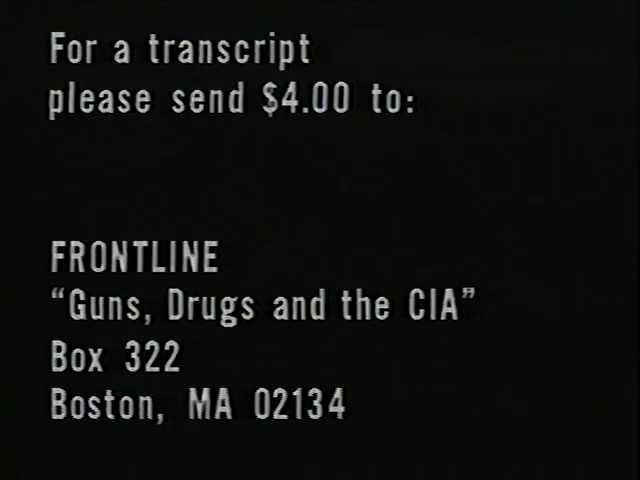 For a transcript
please send $4.00 to:
FRONTLINE
“Guns, Drugs and the CIA”
Box 322
Boston, MA 02134